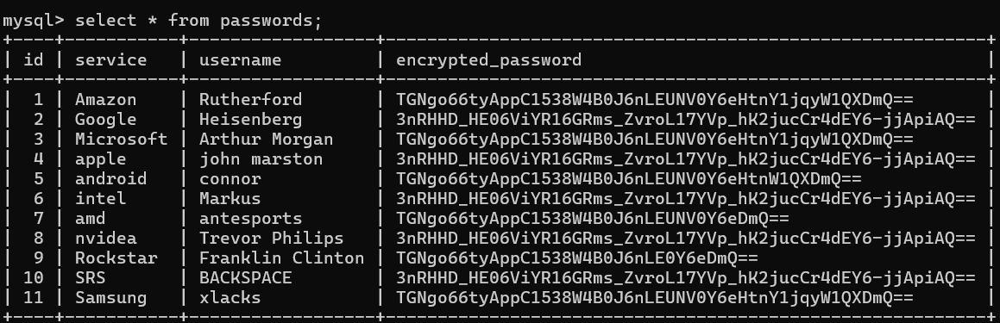 mysql> select * from passwords;
+----+-----------+------------------+----------------------------------------------------------+
| id | service   | username         | encrypted_password                                       |
+----+-----------+------------------+----------------------------------------------------------+
|  1 | Amazon    | Rutherford       | TGNgo66tyAppC1538W4B0J6nLEUNV0Y6eHtnY1jqyW1QXDmQ==       |
|  2 | Google    | Heisenberg       | 3nRHHD_HE06ViYR16GRms_ZvroL17YVp_hK2jucCr4dEY6-jjApiAQ== |
|  3 | Microsoft | Arthur Morgan    | TGNgo66tyAppC1538W4B0J6nLEUNV0Y6eHtnY1jqyW1QXDmQ==       |
|  4 | apple     | john marston     | 3nRHHD_HE06ViYR16GRms_ZvroL17YVp_hK2jucCr4dEY6-jjApiAQ== |
|  5 | android   | connor           | TGNgo66tyAppC1538W4B0J6nLEUNV0Y6eHtnW1QXDmQ==            |
|  6 | intel     | Markus           | 3nRHHD_HE06ViYR16GRms_ZvroL17YVp_hK2jucCr4dEY6-jjApiAQ== |
|  7 | amd       | antesports       | TGNgo66tyAppC1538W4B0J6nLEUNV0Y6eDmQ==                   |
|  8 | nvidea    | Trevor Philips   | 3nRHHD_HE06ViYR16GRms_ZvroL17YVp_hK2jucCr4dEY6-jjApiAQ== |
|  9 | Rockstar  | Franklin Clinton | TGNgo66tyAppC1538W4B0J6nLE0Y6eDmQ==                      |
| 10 | SRS       | BACKSPACE        | 3nRHHD_HE06ViYR16GRms_ZvroL17YVp_hK2jucCr4dEY6-jjApiAQ== |
| 11 | Samsung   | xlacks           | TGNgo66tyAppC1538W4B0J6nLEUNV0Y6eHtnY1jqyW1QXDmQ==       |
+----+-----------+------------------+----------------------------------------------------------+